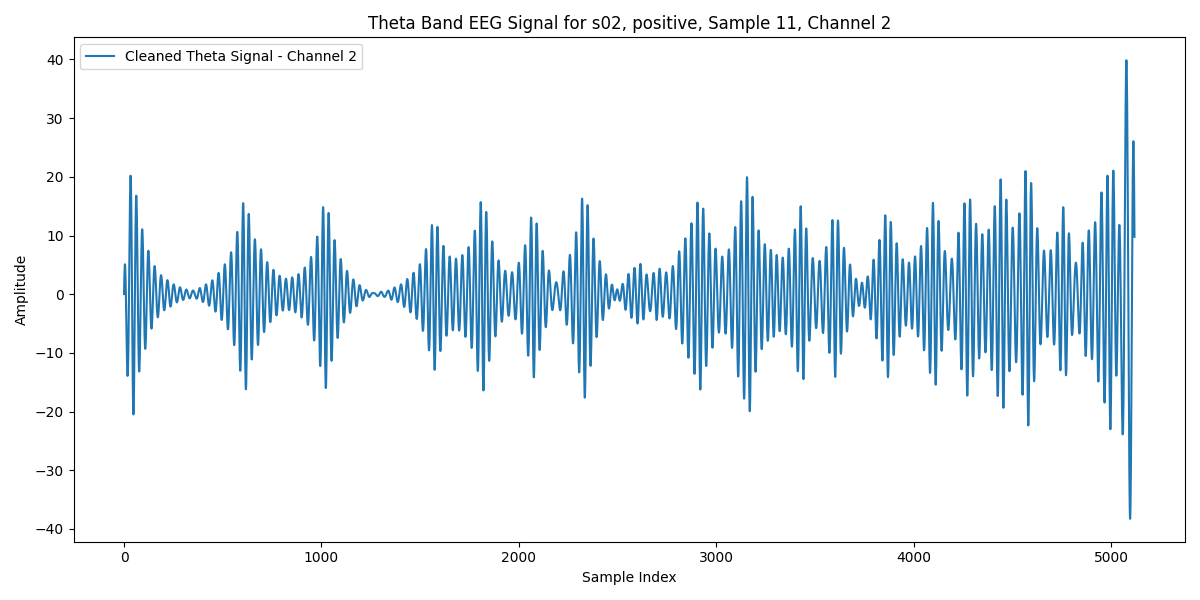 Theta Band EEG Signal for s02, positive, Sample 11, Channel 2
Cleaned Theta Signal - Channel 2
40
30
20
10
0
−10
−20
−30
−40
Amplitude
0 1000 2000 3000 4000 5000
Sample Index